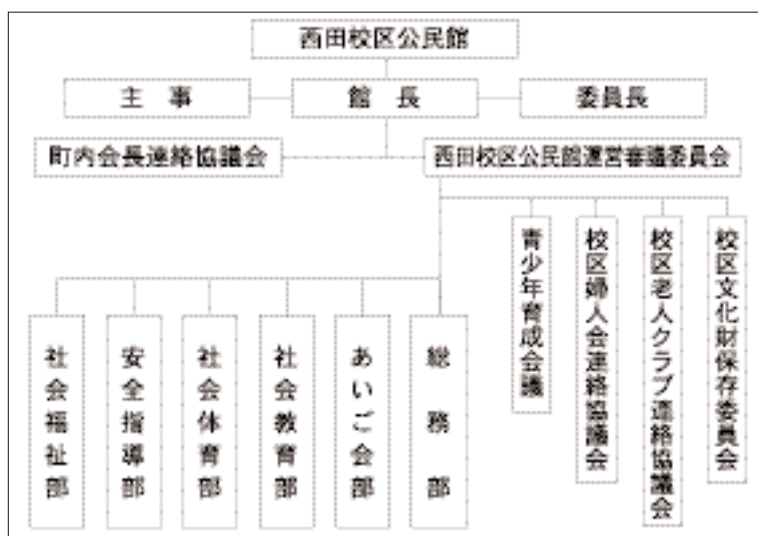 西田校区公民館
主事
館長
委員長
町内会長連絡協議会
西田校区公民館運営審議委員会
青少年育成会議
校区婦人会連絡協議会
校区老人クラブ連絡協議会
校区文化財保存委員会
社会福祉部
安全指導部
社会体育部
社会教育部
あいご会部
総務部